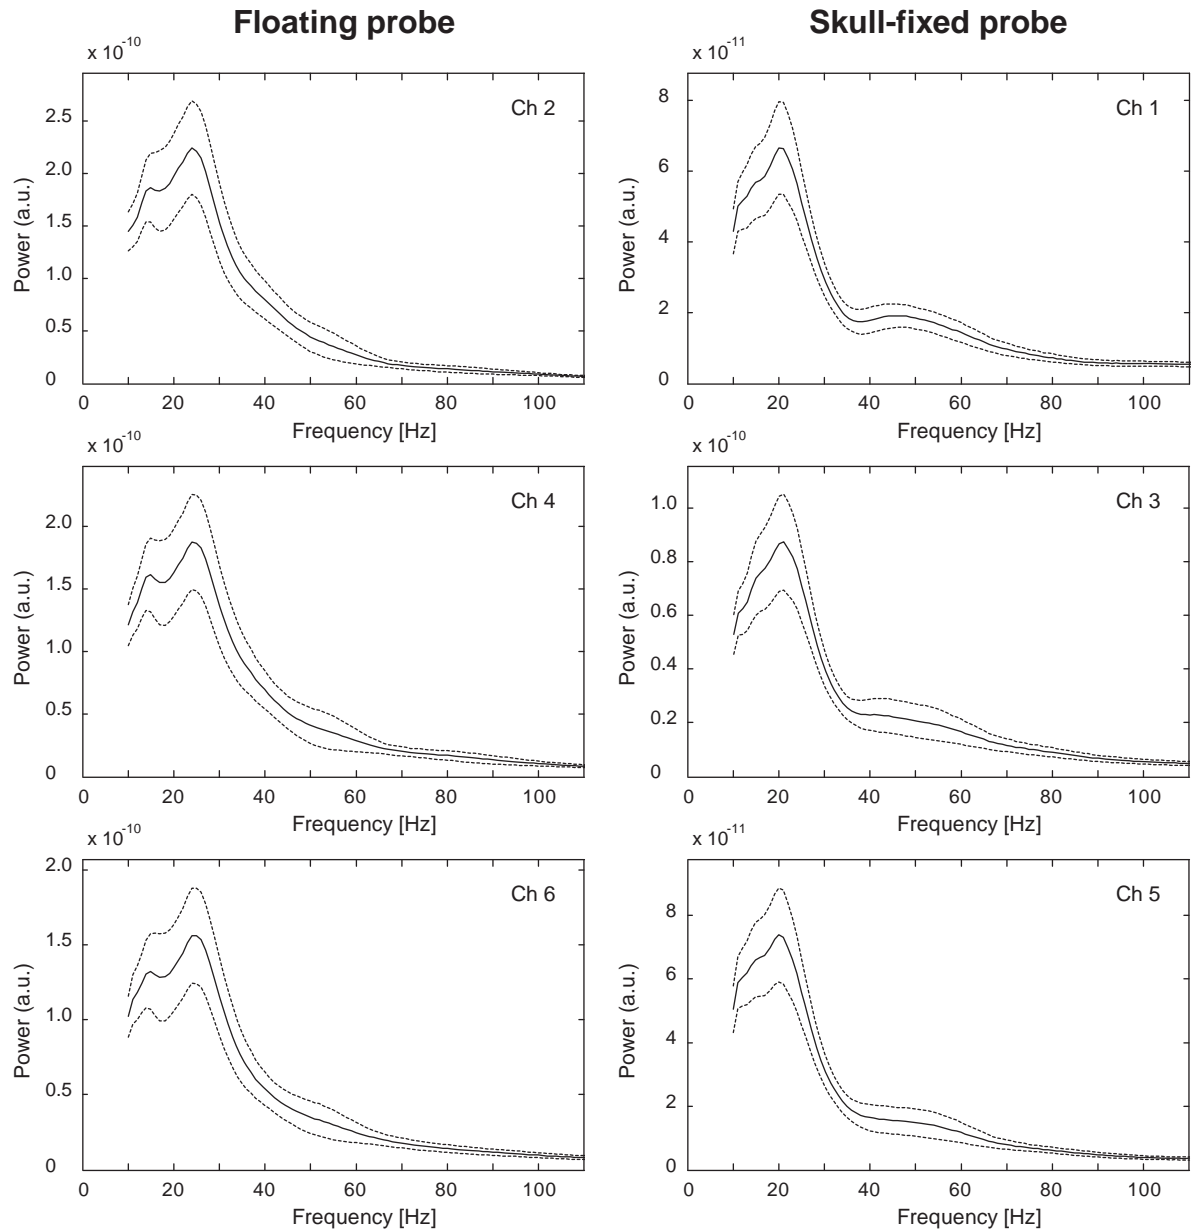 Floating probe
Skull-fixed probe
x 10-10
Ch 2
Power (a.u.)
2.5
2.0
1.5
1.0
0.5
0
0 20 40 60 80 100
Frequency [Hz]
x 10-11
Ch 1
Power (a.u.)
8
6
4
2
0
0 20 40 60 80 100
Frequency [Hz]
x 10-10
Ch 4
Power (a.u.)
2.0
1.5
1.0
0.5
0
0 20 40 60 80 100
Frequency [Hz]
x 10-10
Ch 3
Power (a.u.)
1.0
0.8
0.6
0.4
0.2
0
0 20 40 60 80 100
Frequency [Hz]
x 10-10
Ch 6
Power (a.u.)
2.0
1.5
1.0
0.5
0
0 20 40 60 80 100
Frequency [Hz]
x 10-11
Ch 5
Power (a.u.)
8
6
4
2
0
0 20 40 60 80 100
Frequency [Hz]